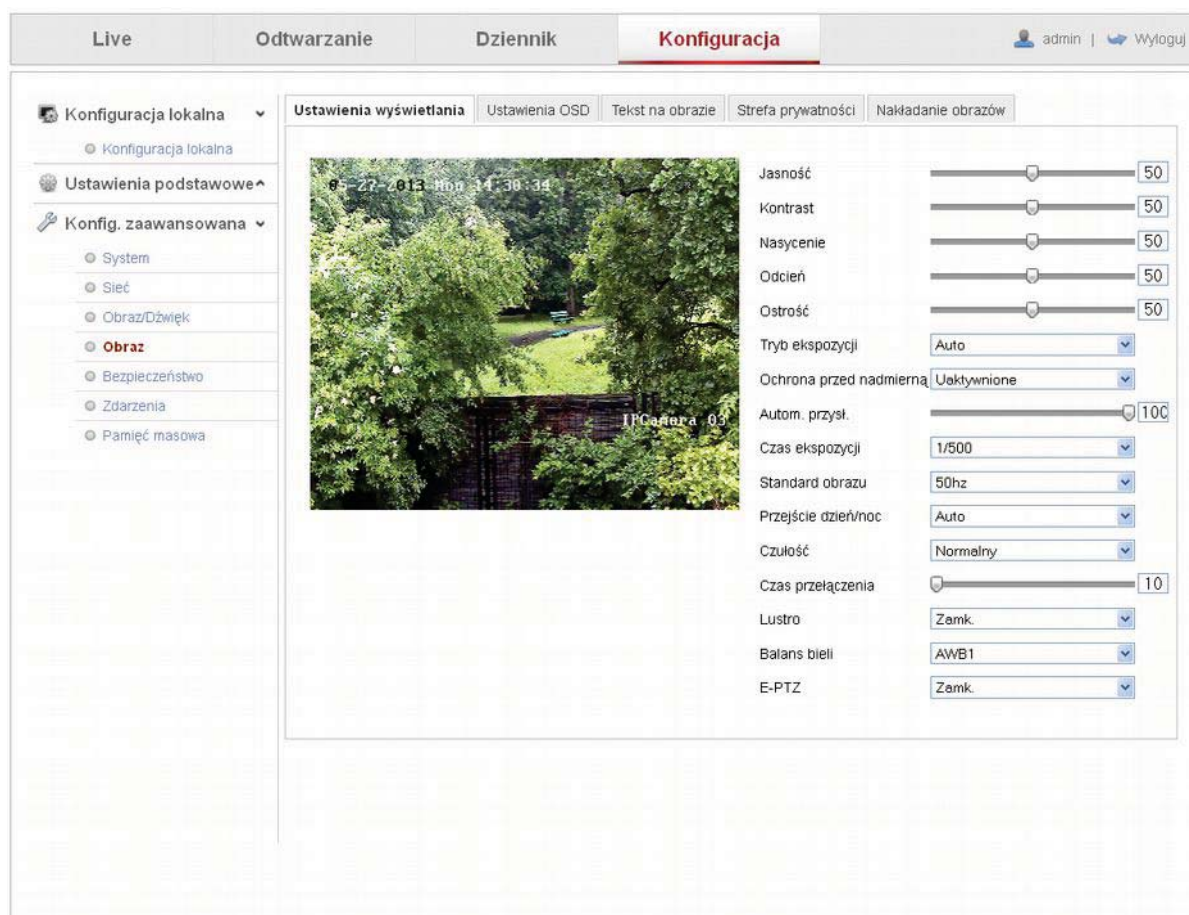 Live Odtwarzanie Dziennik Konfiguracja admin | Wyloguj
Konfiguracja lokalna
Konfiguracja lokalna
Ustawienia podstawowe
Konfig. zaawansowana
System
Sieć
Obraz/Dźwięk
Obraz
Bezpieczeństwo
Zdarzenia
Pamięć masowa
Ustawienia wyświetlania Ustawienia OSD Tekst na obrazie Strefa prywatności Nakładanie obrazów
05-27-2013 Mon 14:30:34
IPCamera 03
Jasność 50
Kontrast 50
Nasycenie 50
Odcień 50
Ostrość 50
Tryb ekspozycji Auto
Ochrona przed nadmierną Uaktywnione
Autom. przysł. 100
Czas ekspozycji 1/500
Standard obrazu 50hz
Przejście dzień/noc Auto
Czułość Normalny
Czas przełączenia 10
Lustro Zamk.
Balans bieli AWB1
E-PTZ Zamk.